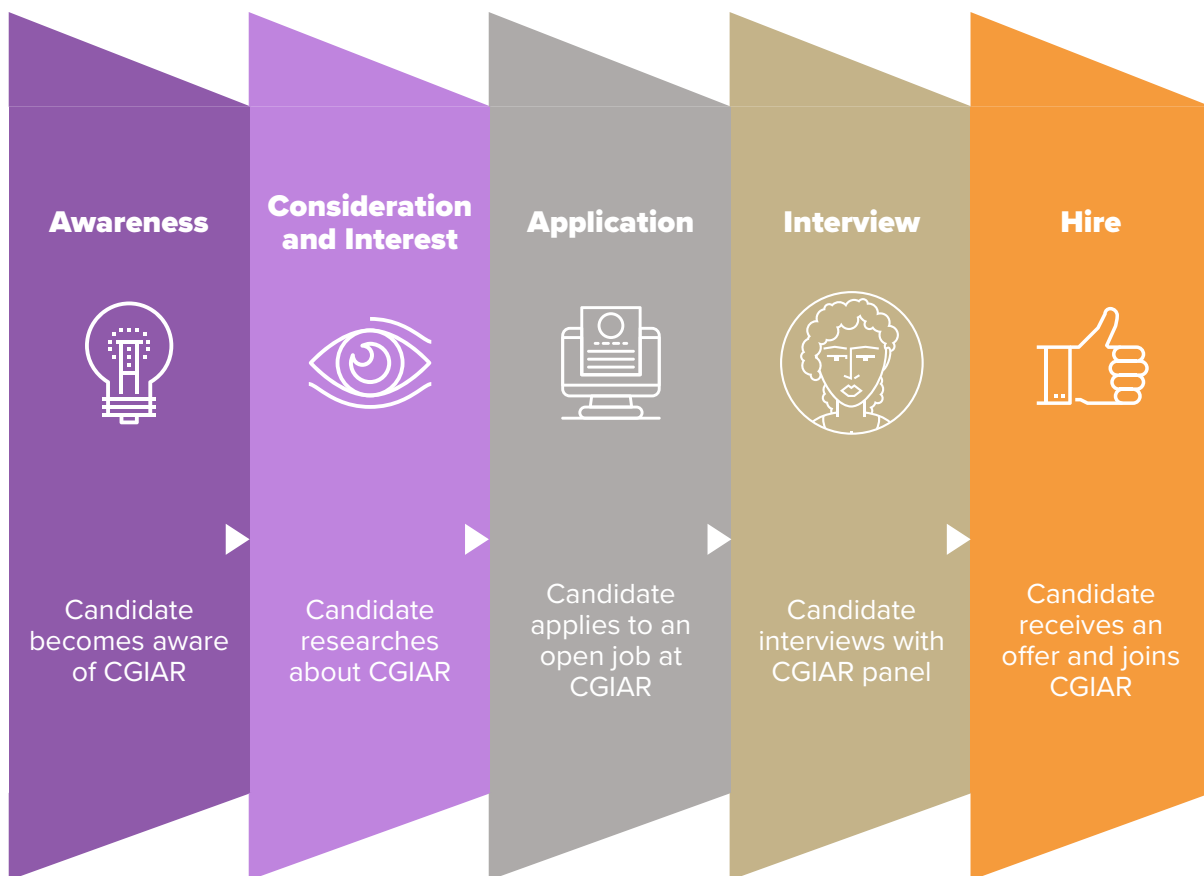 Awareness
Candidate
becomes aware
of CGIAR
Consideration
and Interest
Candidate
researches
about CGIAR
Application
Candidate
applies to an
open job at
CGIAR
Interview
Candidate
interviews with
CGIAR panel
Hire
Candidate
receives an
offer and joins
CGIAR